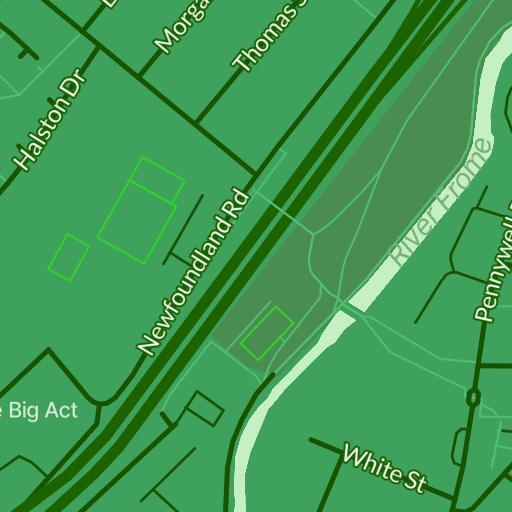 Morga
Thomas S
Halston Dr
River Frome
Newfoundland Rd
Pennywell
e Big Act
White St